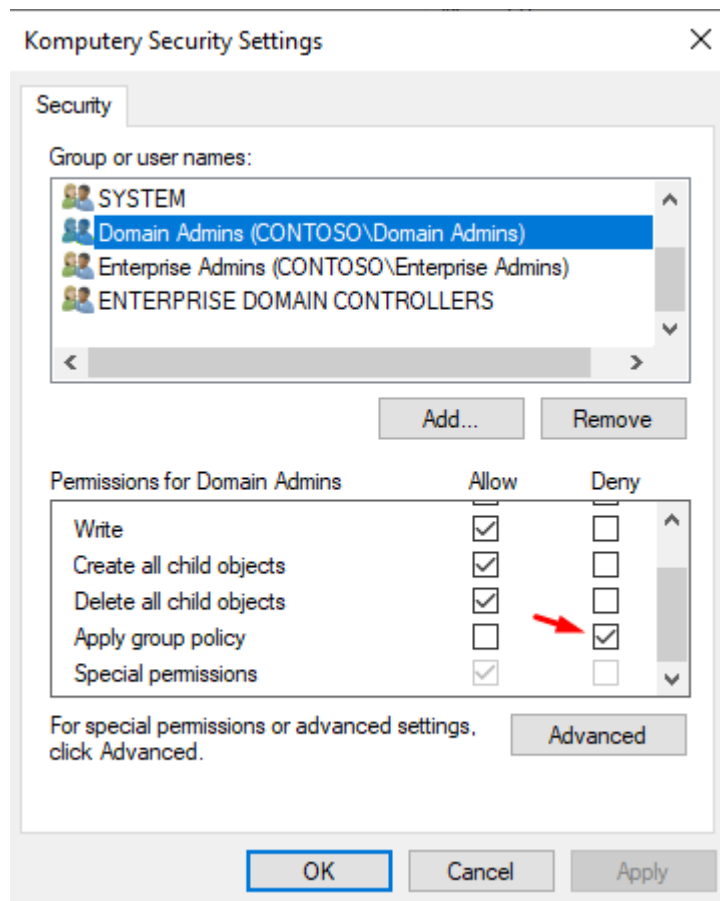 Komputery Security Settings
Security
Group or user names:
SYSTEM
Domain Admins (CONTOSO\Domain Admins)
Enterprise Admins (CONTOSO\Enterprise Admins)
ENTERPRISE DOMAIN CONTROLLERS
Add... Remove
Permissions for Domain Admins Allow Deny
Write
Create all child objects
Delete all child objects
Apply group policy
Special permissions
For special permissions or advanced settings,
click Advanced.
Advanced
OK Cancel Apply